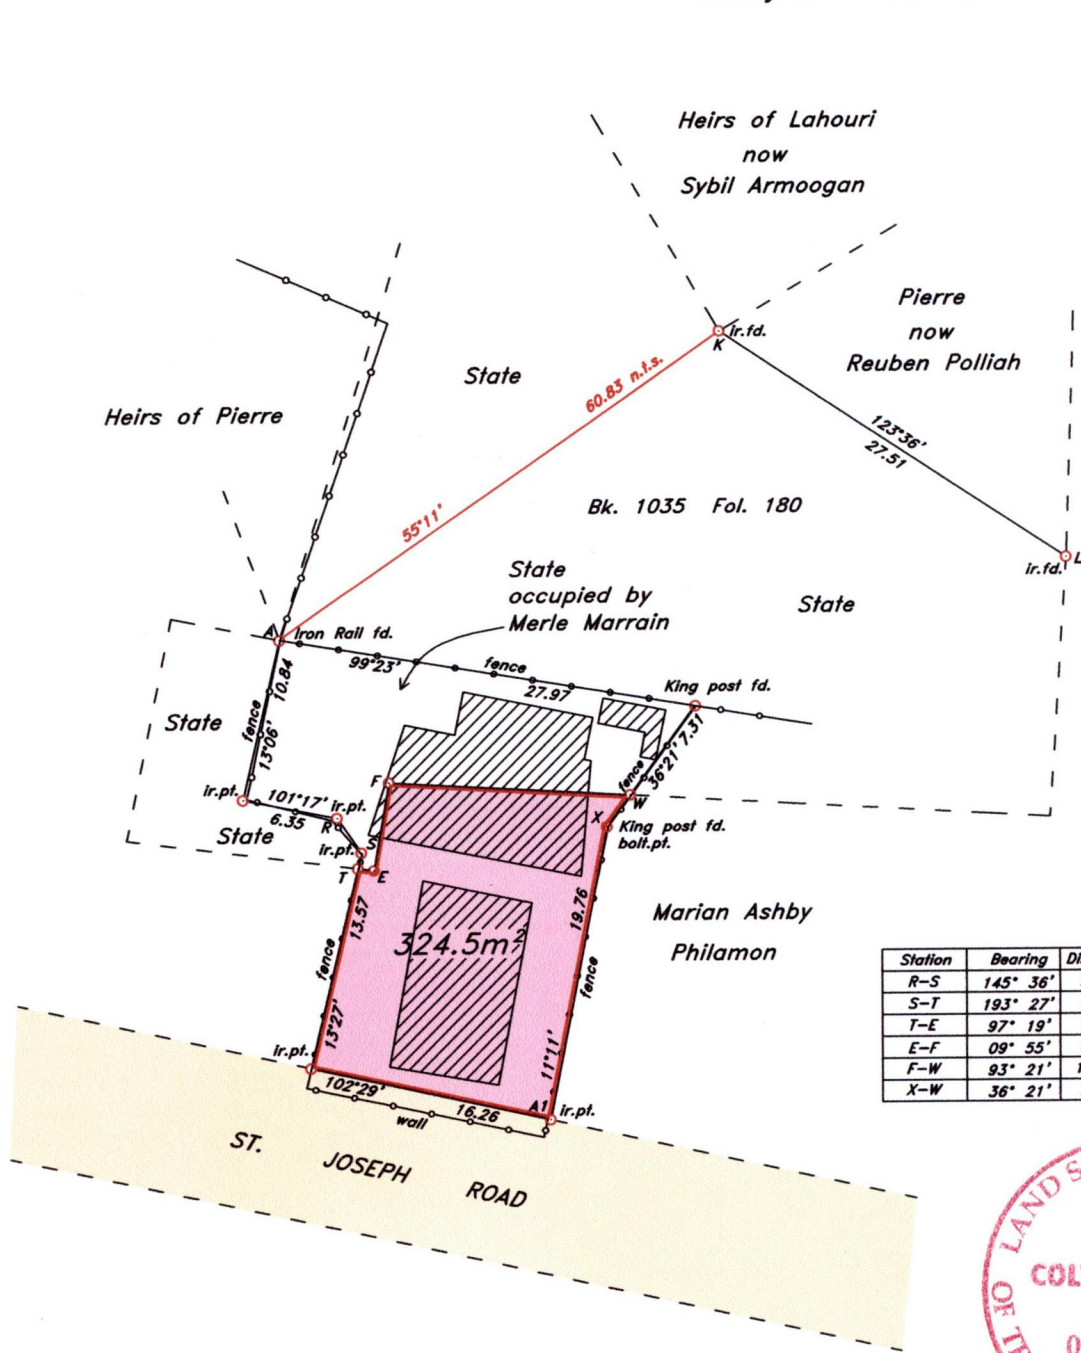 Heirs of Lahouri
now
Sybil Armoogan
Pierre
now
Reuben Polliah
ir.fd.
K
State
60.83 n.t.s.
Heirs of Pierre
123°36'
27.51
55°11'
Bk. 1035 Fol. 180
L
ir.fd.
State
occupied by
Merle Marrain
State
A
Iron Rail fd.
99°23'
fence
27.97
King post fd.
10.84
fence
13°06'
State
36°21' 7.31
fence
F
W
ir.pt.
101°17'
6.35
ir.pt.
R
X
King post fd.
bolt.pt.
State
ir.pt.
S
T
E
13.57
19.76
Marian Ashby
Philamon
324.5m²
fence
fence
13°27'
11°11'
ir.pt.
102°29'
16.26
wall
A1
ir.pt.
Station Bearing
R-S 145° 36'
S-T 193° 27'
T-E 97° 19'
E-F 09° 55'
F-W 93° 21'
X-W 36° 21'
ST. JOSEPH ROAD
OF LAND S
COL